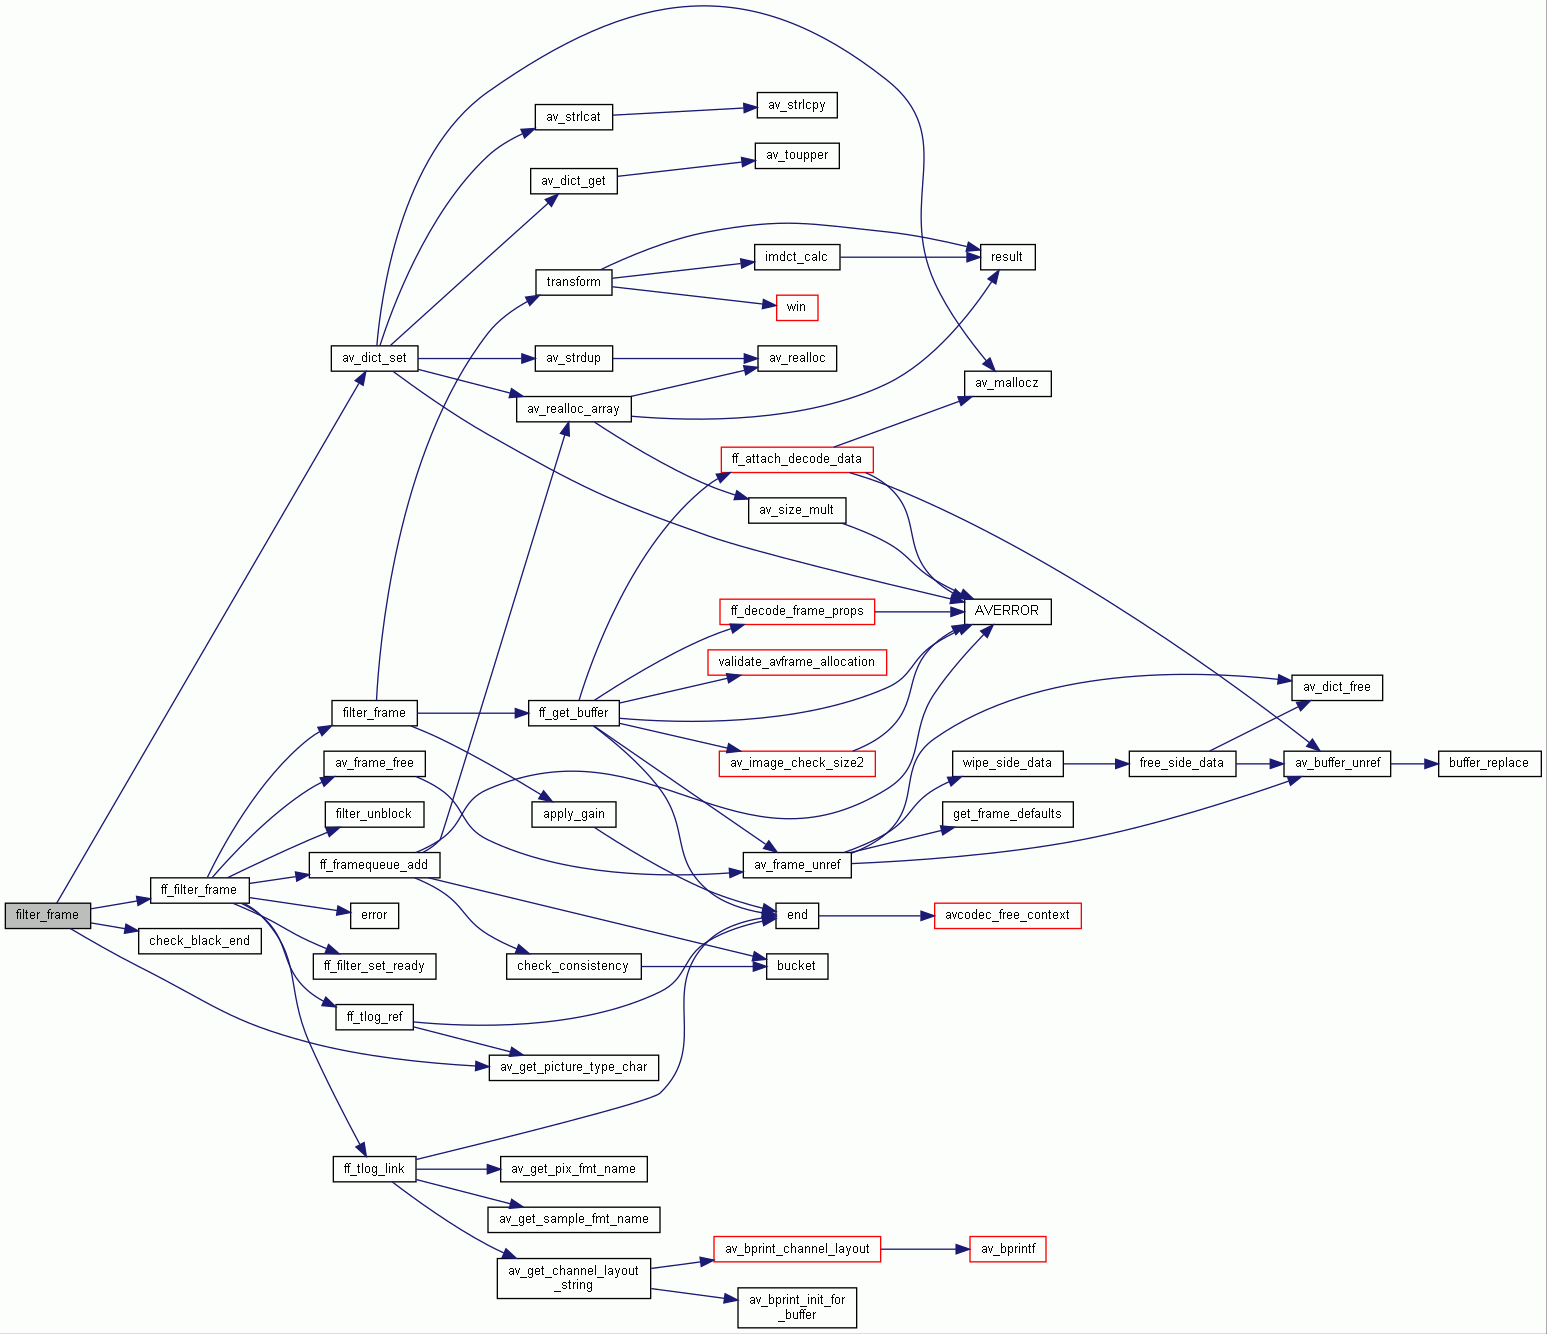 av_strlcpy
av_strlcat
av_toupper
av_dict_get
result
imdct_calc
transform
win
av_dict_set
av_strdup
av_realloc
av_mallocz
av_realloc_array
ff_attach_decode_data
av_size_mult
ff_decode_frame_props
AVERROR
validate_avframe_allocation
av_dict_free
filter_frame
ff_get_buffer
av_frame_free
av_image_check_size2
wipe_side_data
free_side_data
av_buffer_unref
buffer_replace
filter_unblock
apply_gain
get_frame_defaults
ff_framequeue_add
av_frame_unref
ff_filter_frame
filter_frame
error
end
avcodec_free_context
check_black_end
ff_filter_set_ready
check_consistency
bucket
ff_tlog_ref
av_get_picture_type_char
ff_tlog_link
av_get_pix_fmt_name
av_get_sample_fmt_name
av_bprint_channel_layout
av_bprintf
av_get_channel_layout
_string
av_bprint_init_for
_buffer